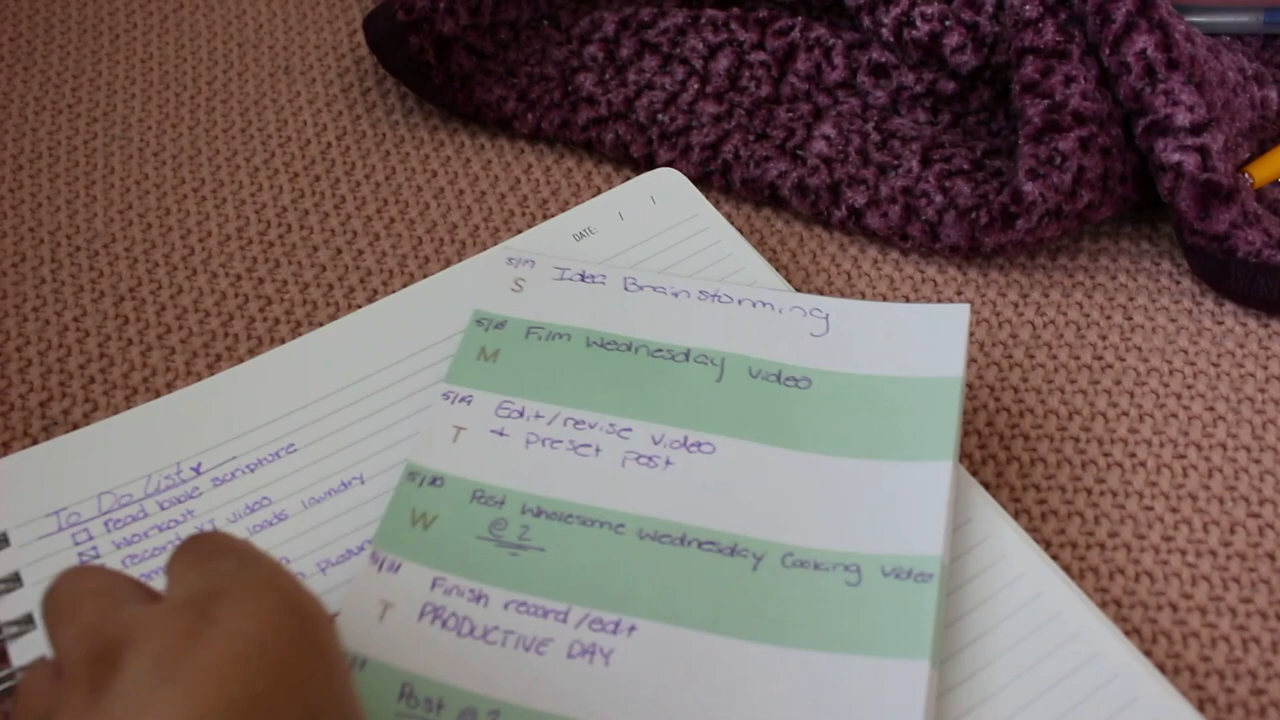 DATE: / /
5/17 Idea Brainstorming
S
5/18 Film Wednesday video
M
5/19 Edit/revise video
T + preset post
5/20 Post Wholesome Wednesday Cooking video
W @ 2
Finish record/edit
T PRODUCTIVE DAY
Post @ 2
To Do List
read bible scripture
workout
record YT video
loads laundry